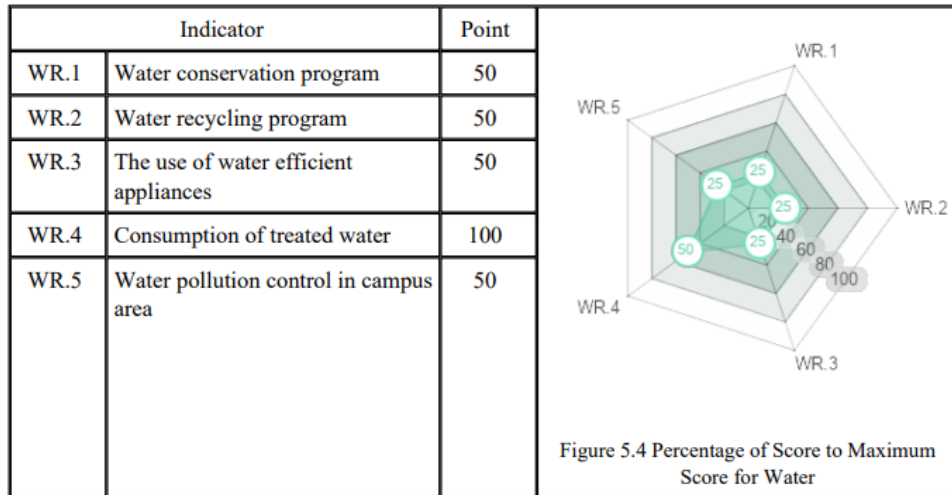 Indicator Point
WR.1 Water conservation program 50
WR.2 Water recycling program 50
WR.3 The use of water efficient
appliances 50
WR.4 Consumption of treated water 100
WR.5 Water pollution control in campus
area 50
WR.1
WR.5
25
25
25
WR.2
20
25
40
50
60
80
100
WR.4
WR.3
Figure 5.4 Percentage of Score to Maximum
Score for Water